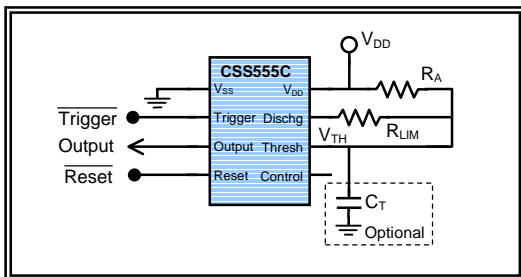 V_DD
CSS555C
V_SS V_DD R_A
Trigger Trigger Dischg R_LIM
Output Output Thresh V_TH
Reset Reset Control
C_T
Optional